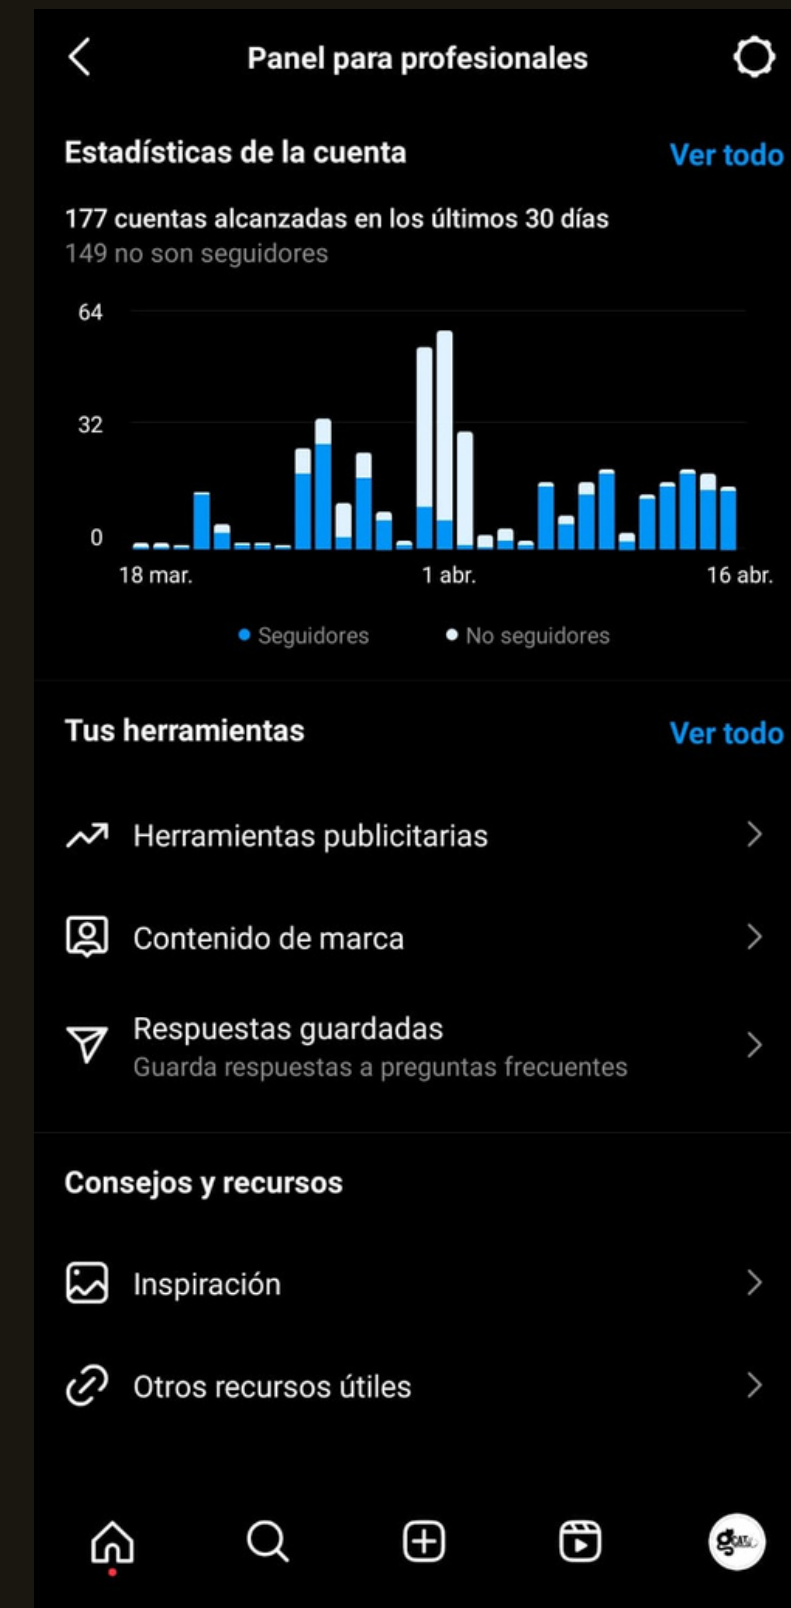 Panel para profesionales
Estadísticas de la cuenta
Ver todo
177 cuentas alcanzadas en los últimos 30 días
149 no son seguidores
64
32
0
18 mar.
1 abr.
16 abr.
Seguidores
No seguidores
Tus herramientas
Ver todo
Herramientas publicitarias
Contenido de marca
Respuestas guardadas
Guarda respuestas a preguntas frecuentes
Consejos y recursos
Inspiración
Otros recursos útiles